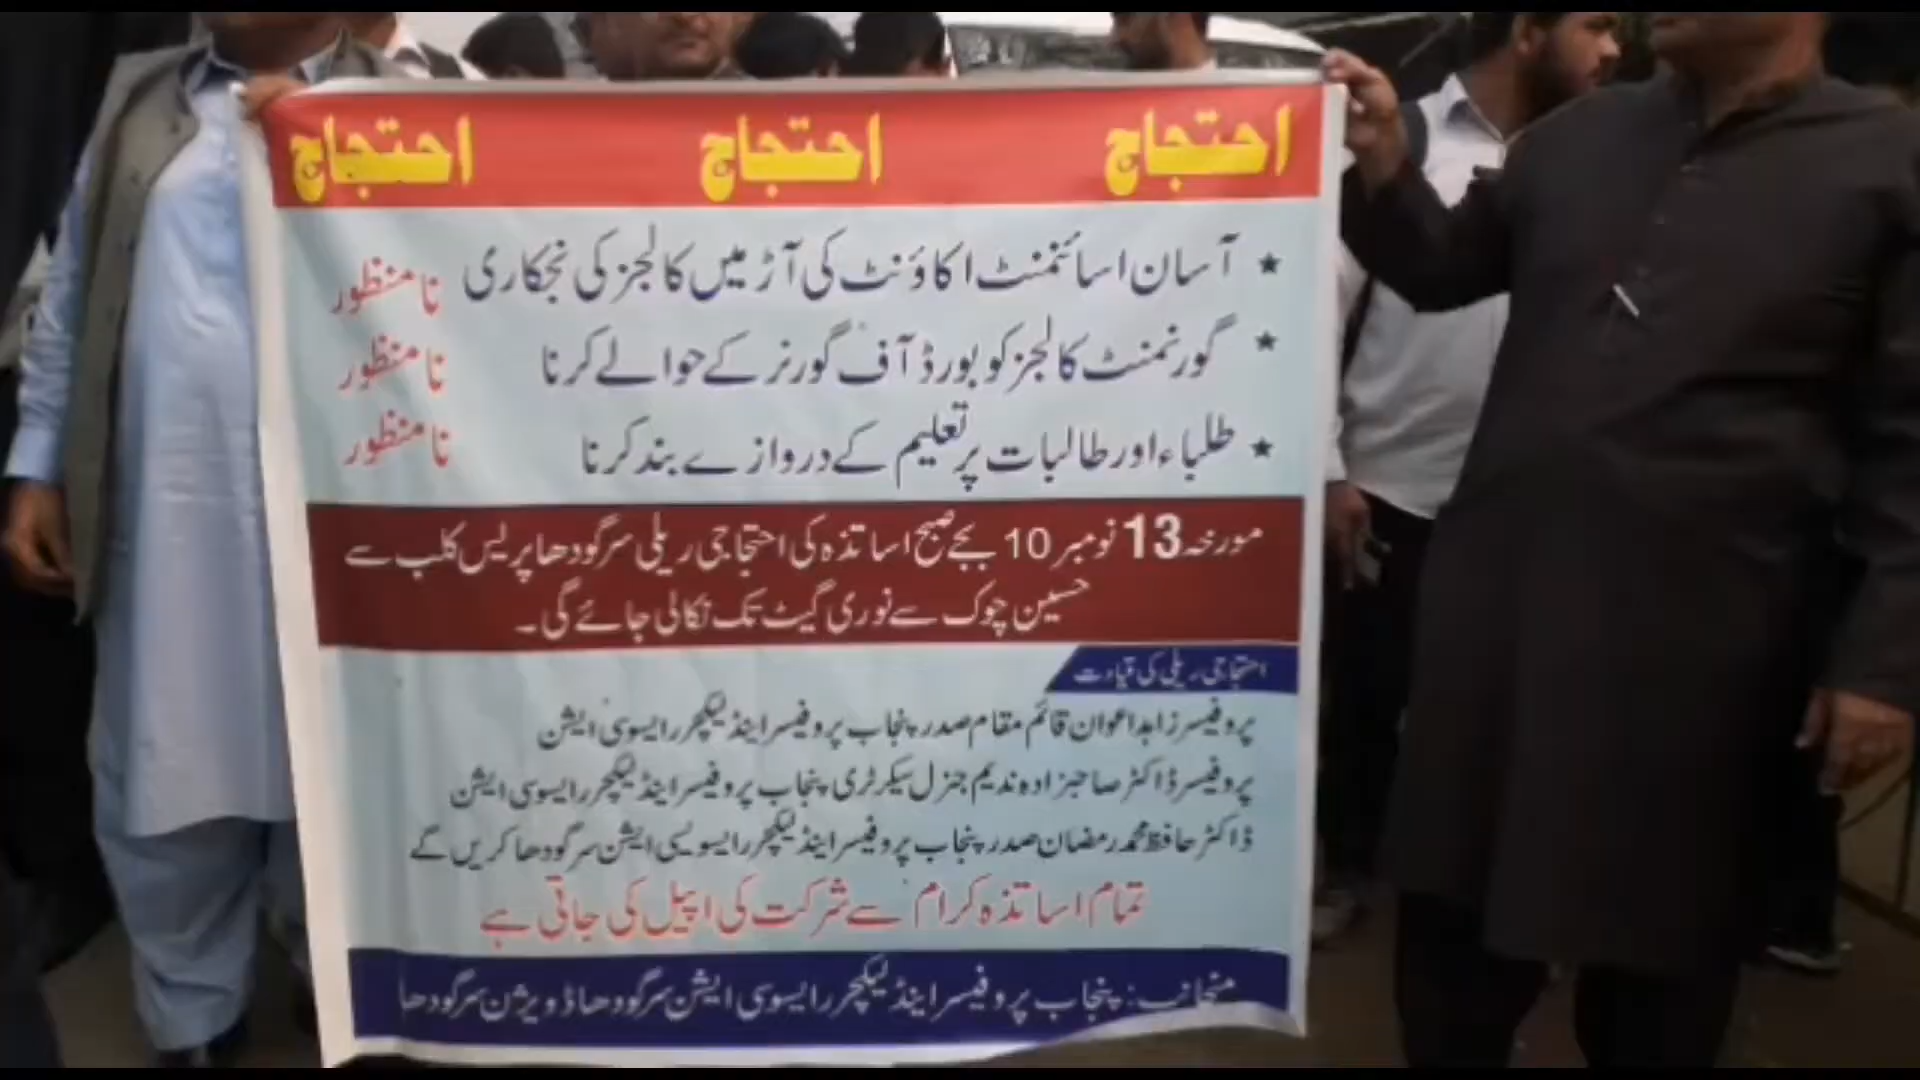 احتجاج احتجاج احتجاج
★ آسان اسائنمنٹ اکاؤنٹ کی آڑ میں کالجز کی نجکاری نامنظور
★ گورنمنٹ کالجز کو بورڈ آف گورنر کے حوالے کرنا نامنظور
★ طلباء اور طالبات پر تعلیم کے دروازے بند کرنا نامنظور
مورخہ 13 نومبر 10 بجے صبح اساتذہ کی احتجاجی ریلی سرگودھا پریس کلب سے
حسین چوک سے نوری گیٹ تک نکالی جائے گی۔
احتجاجی ریلی کی قیادت
پروفیسر زاہد اعوان قائم مقام صدر پنجاب پروفیسر اینڈ لیکچرر ایسوسی ایشن
پروفیسر ڈاکٹر صاحبزادہ ندیم جنرل سیکرٹری پنجاب پروفیسر اینڈ لیکچرر ایسوسی ایشن
ڈاکٹر حافظ محمد رمضان صدر پنجاب پروفیسر اینڈ لیکچرر ایسویسی ایشن سرگودھا کریں گے
تمام اساتذہ کرام سے شرکت کی اپیل کی جاتی ہے
منجانب: پنجاب پروفیسر اینڈ لیکچرر ایسوسی ایشن سرگودھا ڈویژن سرگودھا